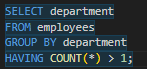 SELECT department
FROM employees
GROUP BY department
HAVING COUNT(*) > 1;